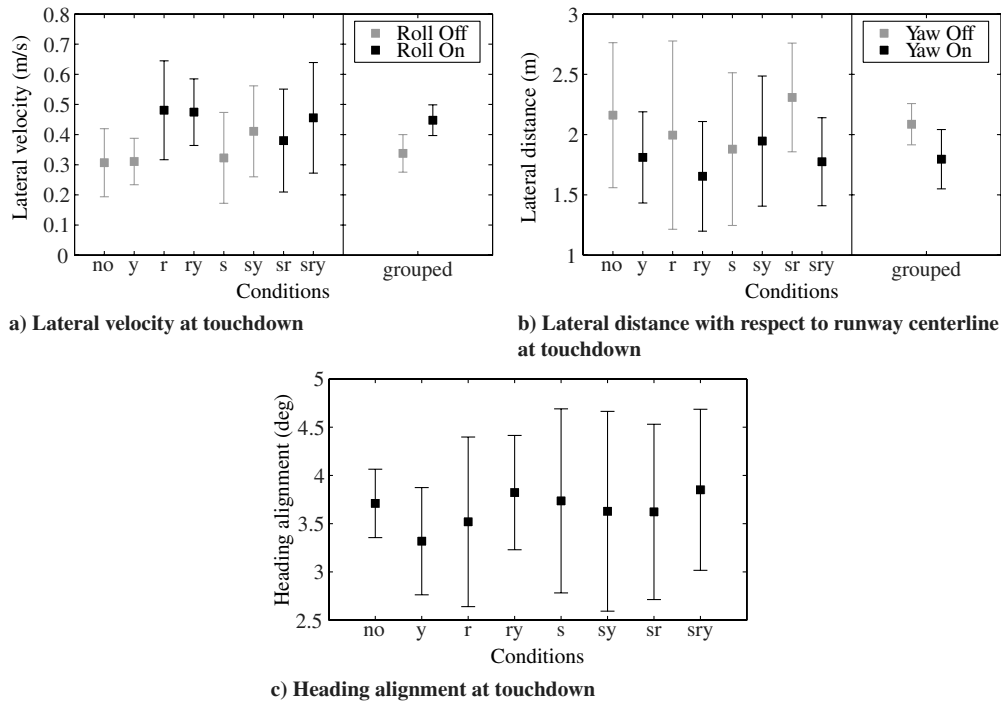 0.8
0.7
0.6
0.5
0.4
0.3
0.2
0.1
0
Lateral velocity (m/s)
Roll Off
Roll On
no y r ry s sy sr sry grouped
Conditions
a) Lateral velocity at touchdown
3
2.5
2
1.5
1
Lateral distance (m)
Yaw Off
Yaw On
no y r ry s sy sr sry grouped
Conditions
b) Lateral distance with respect to runway centerline
at touchdown
5
4.5
4
3.5
3
2.5
Heading alignment (deg)
no y r ry s sy sr sry
Conditions
c) Heading alignment at touchdown